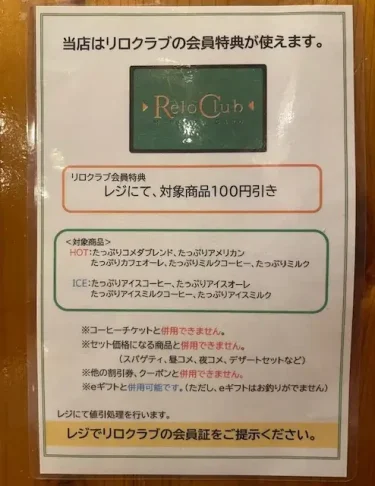 当店はリロクラブの会員特典が使えます。
Relo Club
リロクラブ会員特典
レジにて、対象商品100円引き
<対象商品>
HOT:たっぷりコメダブレンド、たっぷりアメリカン
たっぷりカフェオーレ、たっぷりミルクコーヒー、たっぷりミルク
ICE:たっぷりアイスコーヒー、たっぷりアイスオーレ
たっぷりアイスミルクコーヒー、たっぷりアイスミルク
※コーヒーチケットと併用できません。
※セット価格になる商品と併用できません。
(スパゲティ、昼コメ、夜コメ、デザートセットなど)
※他の割引券、クーポンと併用できません。
※eギフトと併用可能です。(ただし、eギフトはお釣りがでません)
レジにて値引処理を行います。
レジでリロクラブの会員証をご提示ください。